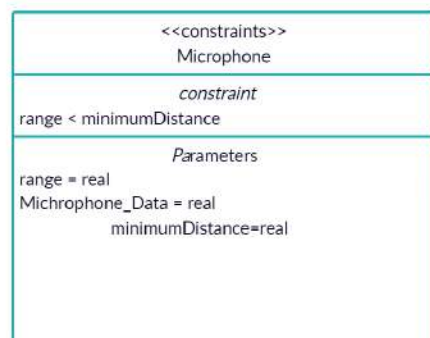 <<constraints>>
Microphone
constraint
range < minimumDistance
Parameters
range = real
Michrophone_Data = real
minimumDistance=real